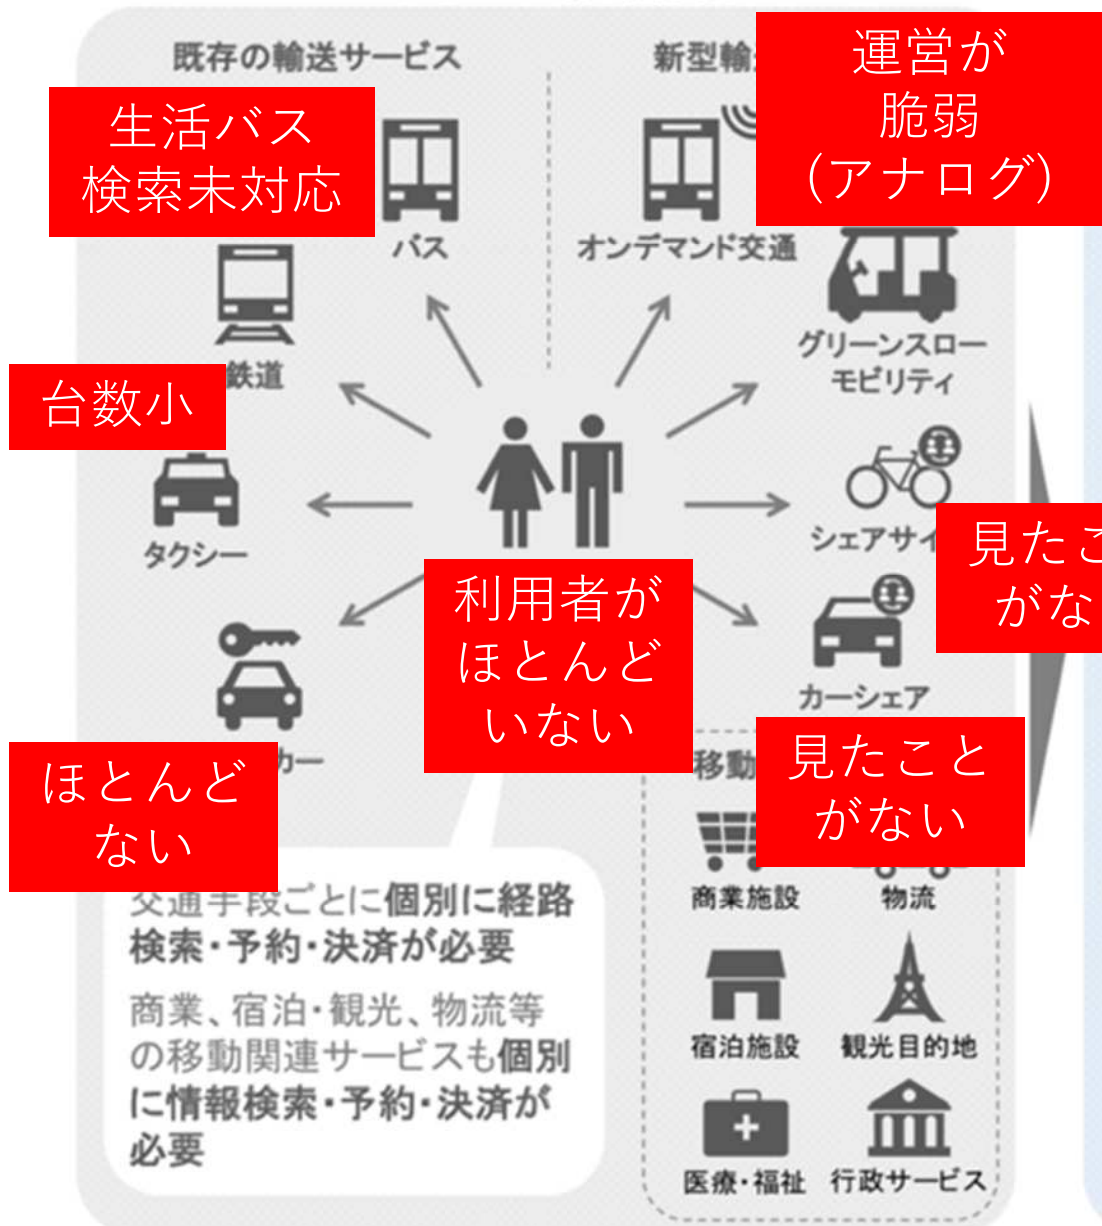 既存の輸送サービス
新型輸
運営が
脆弱
(アナログ)
生活バス
検索未対応
バス
オンデマンド交通
グリーンスロー
モビリティ
鉄道
台数小
タクシー
シェアサイ
見たこ
がな
利用者が
ほとんど
いない
カーシェア
カー
ほとんど
ない
移動
見たこと
がない
商業施設
物流
宿泊施設
観光目的地
医療・福祉
行政サービス
交通手段ごとに個別に経路
検索・予約・決済が必要
商業、宿泊・観光、物流等
の移動関連サービスも個別
に情報検索・予約・決済が
必要